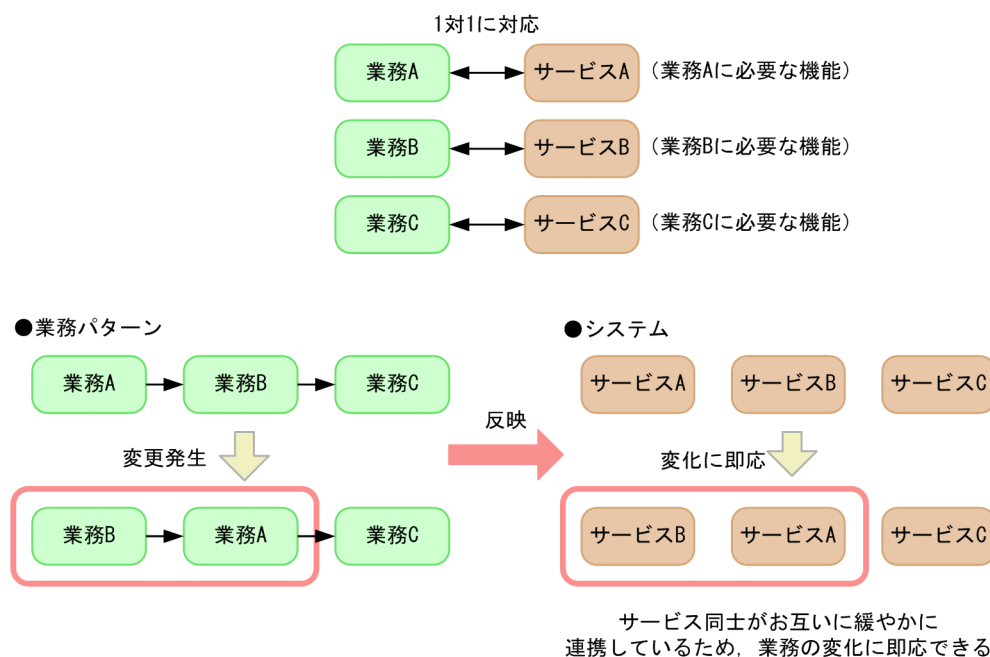 1対1に対応
業務A
サービスA
(業務Aに必要な機能)
業務B
サービスB
(業務Bに必要な機能)
業務C
サービスC
(業務Cに必要な機能)
●業務パターン
業務A
業務B
業務C
変更発生
業務B
業務A
業務C
反映
●システム
サービスA
サービスB
サービスC
変化に即応
サービスB
サービスA
サービスC
サービス同士がお互いに緩やかに
連携しているため,業務の変化に即応できる